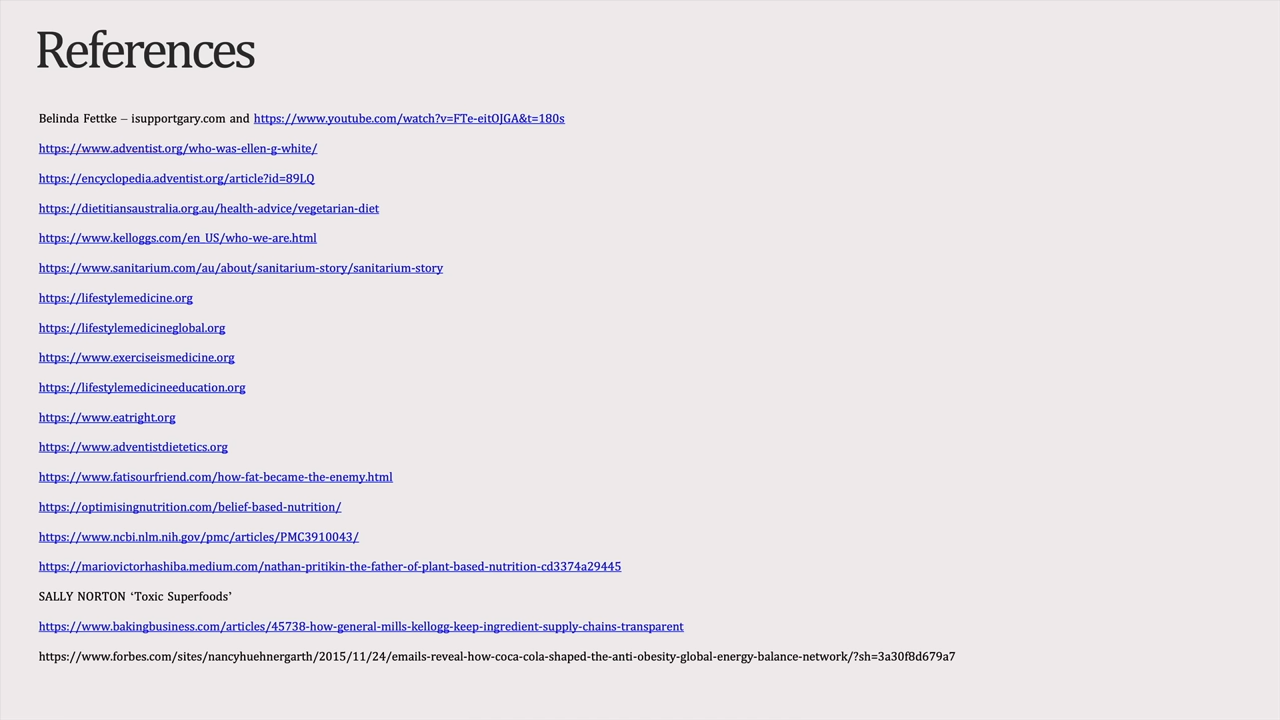 References
Belinda Fettke – isupportgary.com and https://www.youtube.com/watch?v=FTe-eitOJGA&t=180s
https://www.adventist.org/who-was-ellen-g-white/
https://encyclopedia.adventist.org/article?id=89LQ
https://dietitiansaustralia.org.au/health-advice/vegetarian-diet
https://www.kelloggs.com/en_US/who-we-are.html
https://www.sanitarium.com/au/about/sanitarium-story/sanitarium-story
https://lifestylemedicine.org
https://lifestylemedicineglobal.org
https://www.exerciseismedicine.org
https://lifestylemedicineeducation.org
https://www.eatright.org
https://www.adventistdietetics.org
https://www.fatisourfriend.com/how-fat-became-the-enemy.html
https://optimisingnutrition.com/belief-based-nutrition/
https://www.ncbi.nlm.nih.gov/pmc/articles/PMC3910043/
https://mariovictorhashiba.medium.com/nathan-pritikin-the-father-of-plant-based-nutrition-cd3374a29445
SALLY NORTON ‘Toxic Superfoods’
https://www.bakingbusiness.com/articles/45738-how-general-mills-kellogg-keep-ingredient-supply-chains-transparent
https://www.forbes.com/sites/nancyhuehnergarth/2015/11/24/emails-reveal-how-coca-cola-shaped-the-anti-obesity-global-energy-balance-network/?sh=3a30f8d679a7